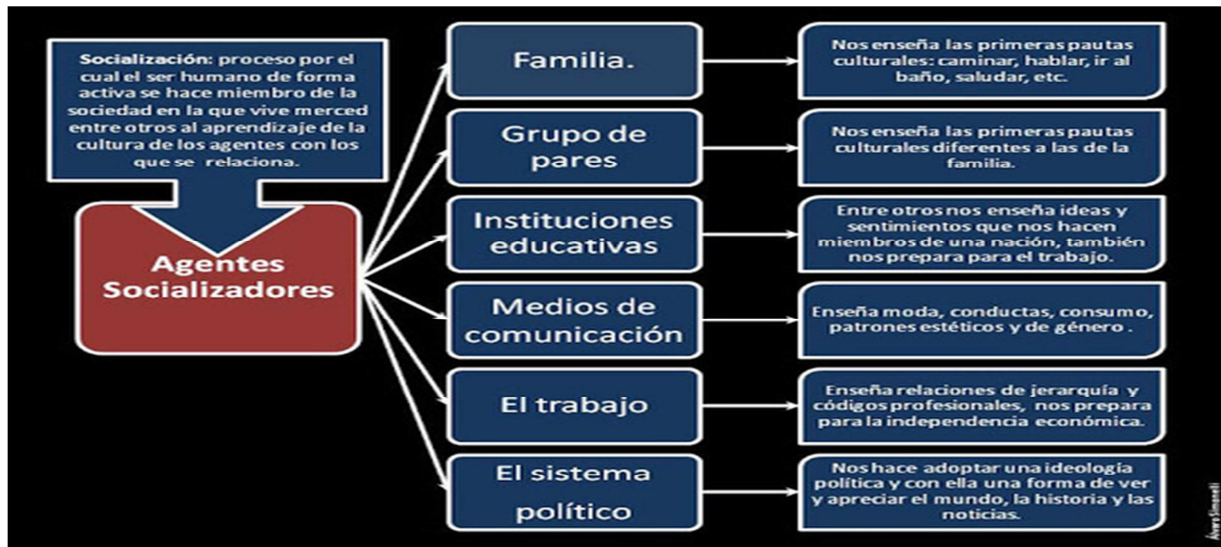 Socialización: proceso por el
cual el ser humano de forma
activa se hace miembro de la
sociedad en la que vive merced
entre otros al aprendizaje de la
cultura de los agentes con los
que se relaciona.
Agentes
Socializadores
Familia.
Nos enseña las primeras pautas
culturales: caminar, hablar, ir al
baño, saludar, etc.
Grupo de
pares
Nos enseña las primeras pautas
culturales diferentes a las de la
familia.
Instituciones
educativas
Entre otros nos enseña ideas y
sentimientos que nos hacen
miembros de una nación, también
nos prepara para el trabajo.
Medios de
comunicación
Enseña moda, conductas, consumo,
patrones estéticos y de género .
El trabajo
Enseña relaciones de jerarquía y
códigos profesionales, nos prepara
para la independencia económica.
El sistema
político
Nos hace adoptar una ideología
política y con ella una forma de ver
y apreciar el mundo, la historia y las
noticias.
Álvaro Simoneti